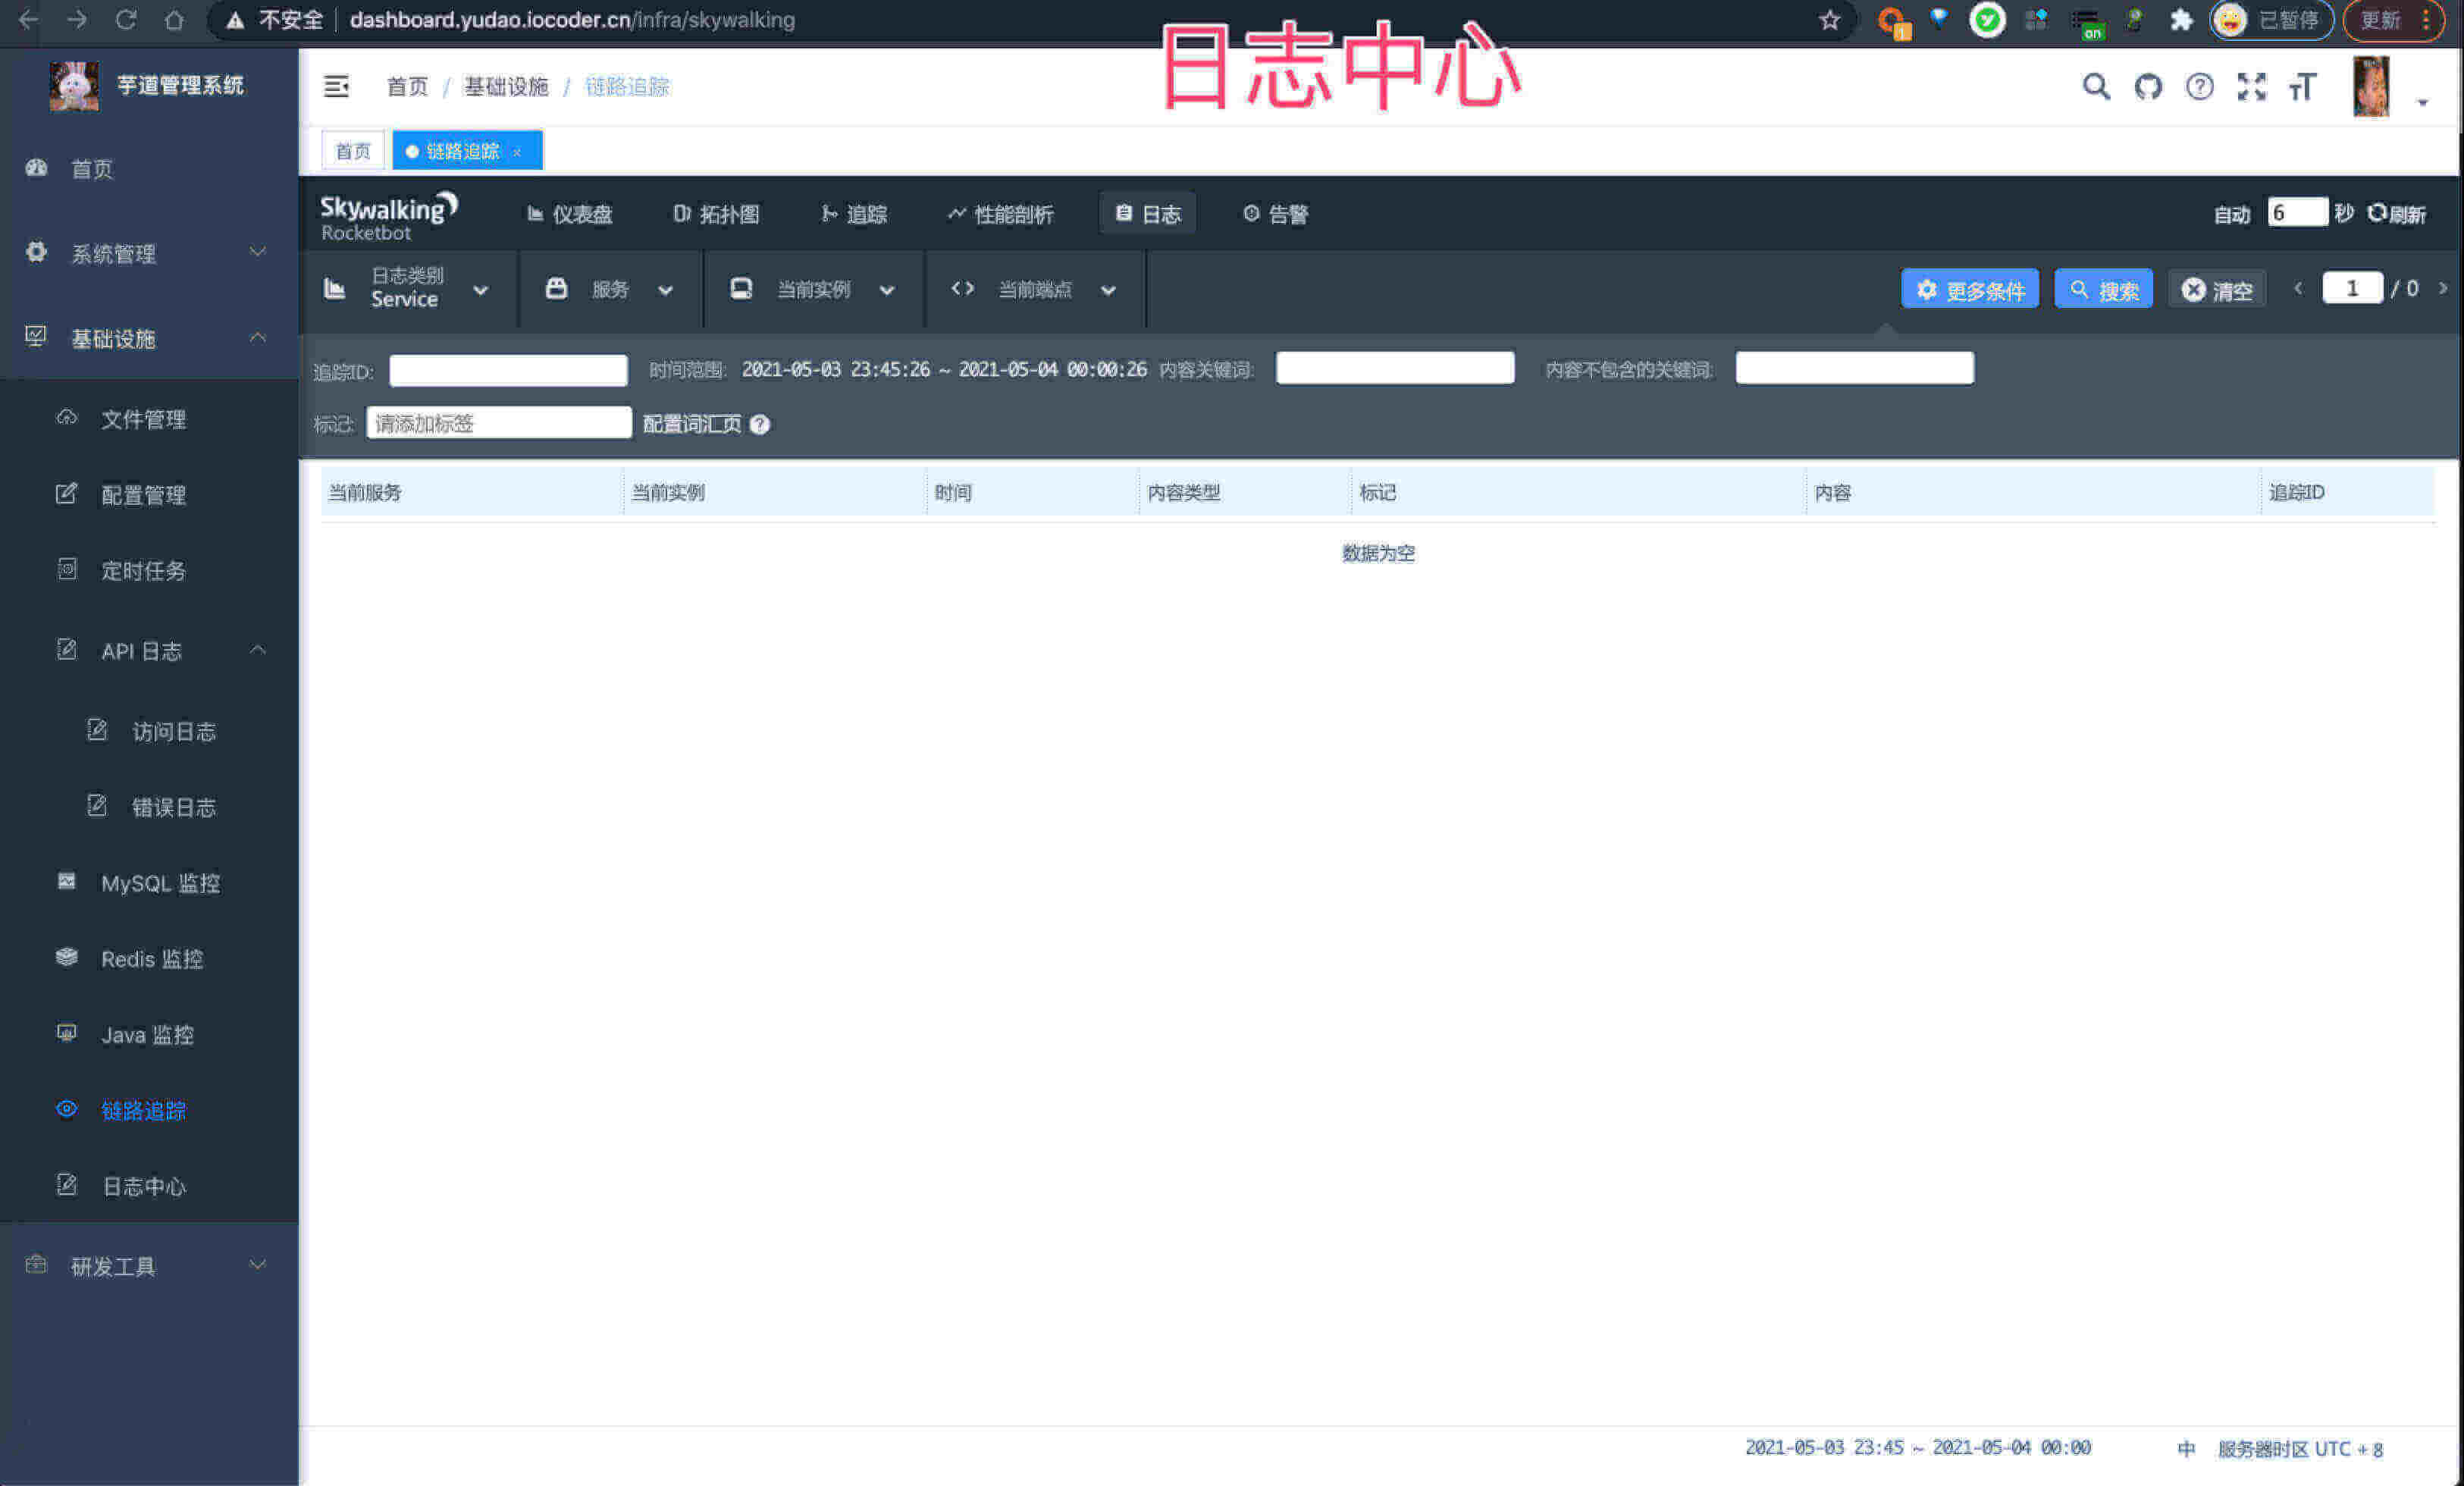 不安全 dashboard.yudao.iocoder.cn/infra/skywalking
1
on
已暂停
更新
日志中心
芋道管理系统
首页 / 基础设施 / 链路追踪
首页
链路追踪 ×
首页
系统管理
基础设施
文件管理
配置管理
定时任务
API 日志
访问日志
错误日志
MySQL 监控
Redis 监控
Java 监控
链路追踪
日志中心
研发工具
Skywalking
Rocketbot
仪表盘
拓扑图
追踪
性能剖析
日志
告警
自动 6 秒 刷新
日志类别
Service
服务
当前实例
当前端点
更多条件
搜索
清空
1 / 0
追踪ID:
时间范围: 2021-05-03 23:45:26 ~ 2021-05-04 00:00:26
内容关键词:
内容不包含的关键词:
标记: 请添加标签 配置词汇页 ?
当前服务 当前实例 时间 内容类型 标记 内容 追踪ID
数据为空
2021-05-03 23:45 ~ 2021-05-04 00:00 中 服务器时区 UTC + 8